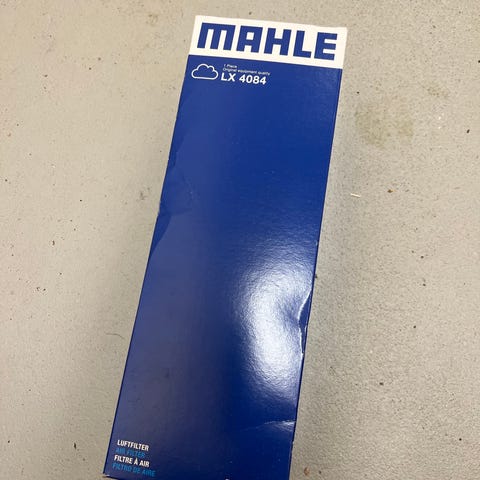 MAHLE
1 Piece
Original equipment quality
LX 4084
LUFTFILTER
AIR FILTER
FILTRE À AIR
FILTRO DE AIRE